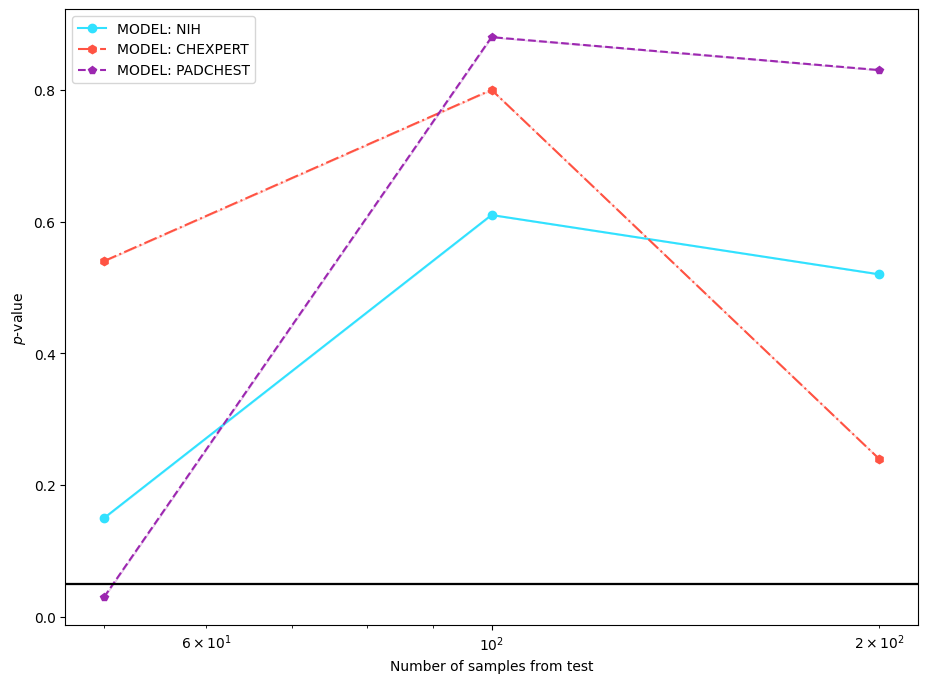 MODEL: NIH
MODEL: CHEXPERT
MODEL: PADCHEST
0.8
0.6
0.4
0.2
0.0
p-value
6 × 10¹
10²
2 × 10²
Number of samples from test